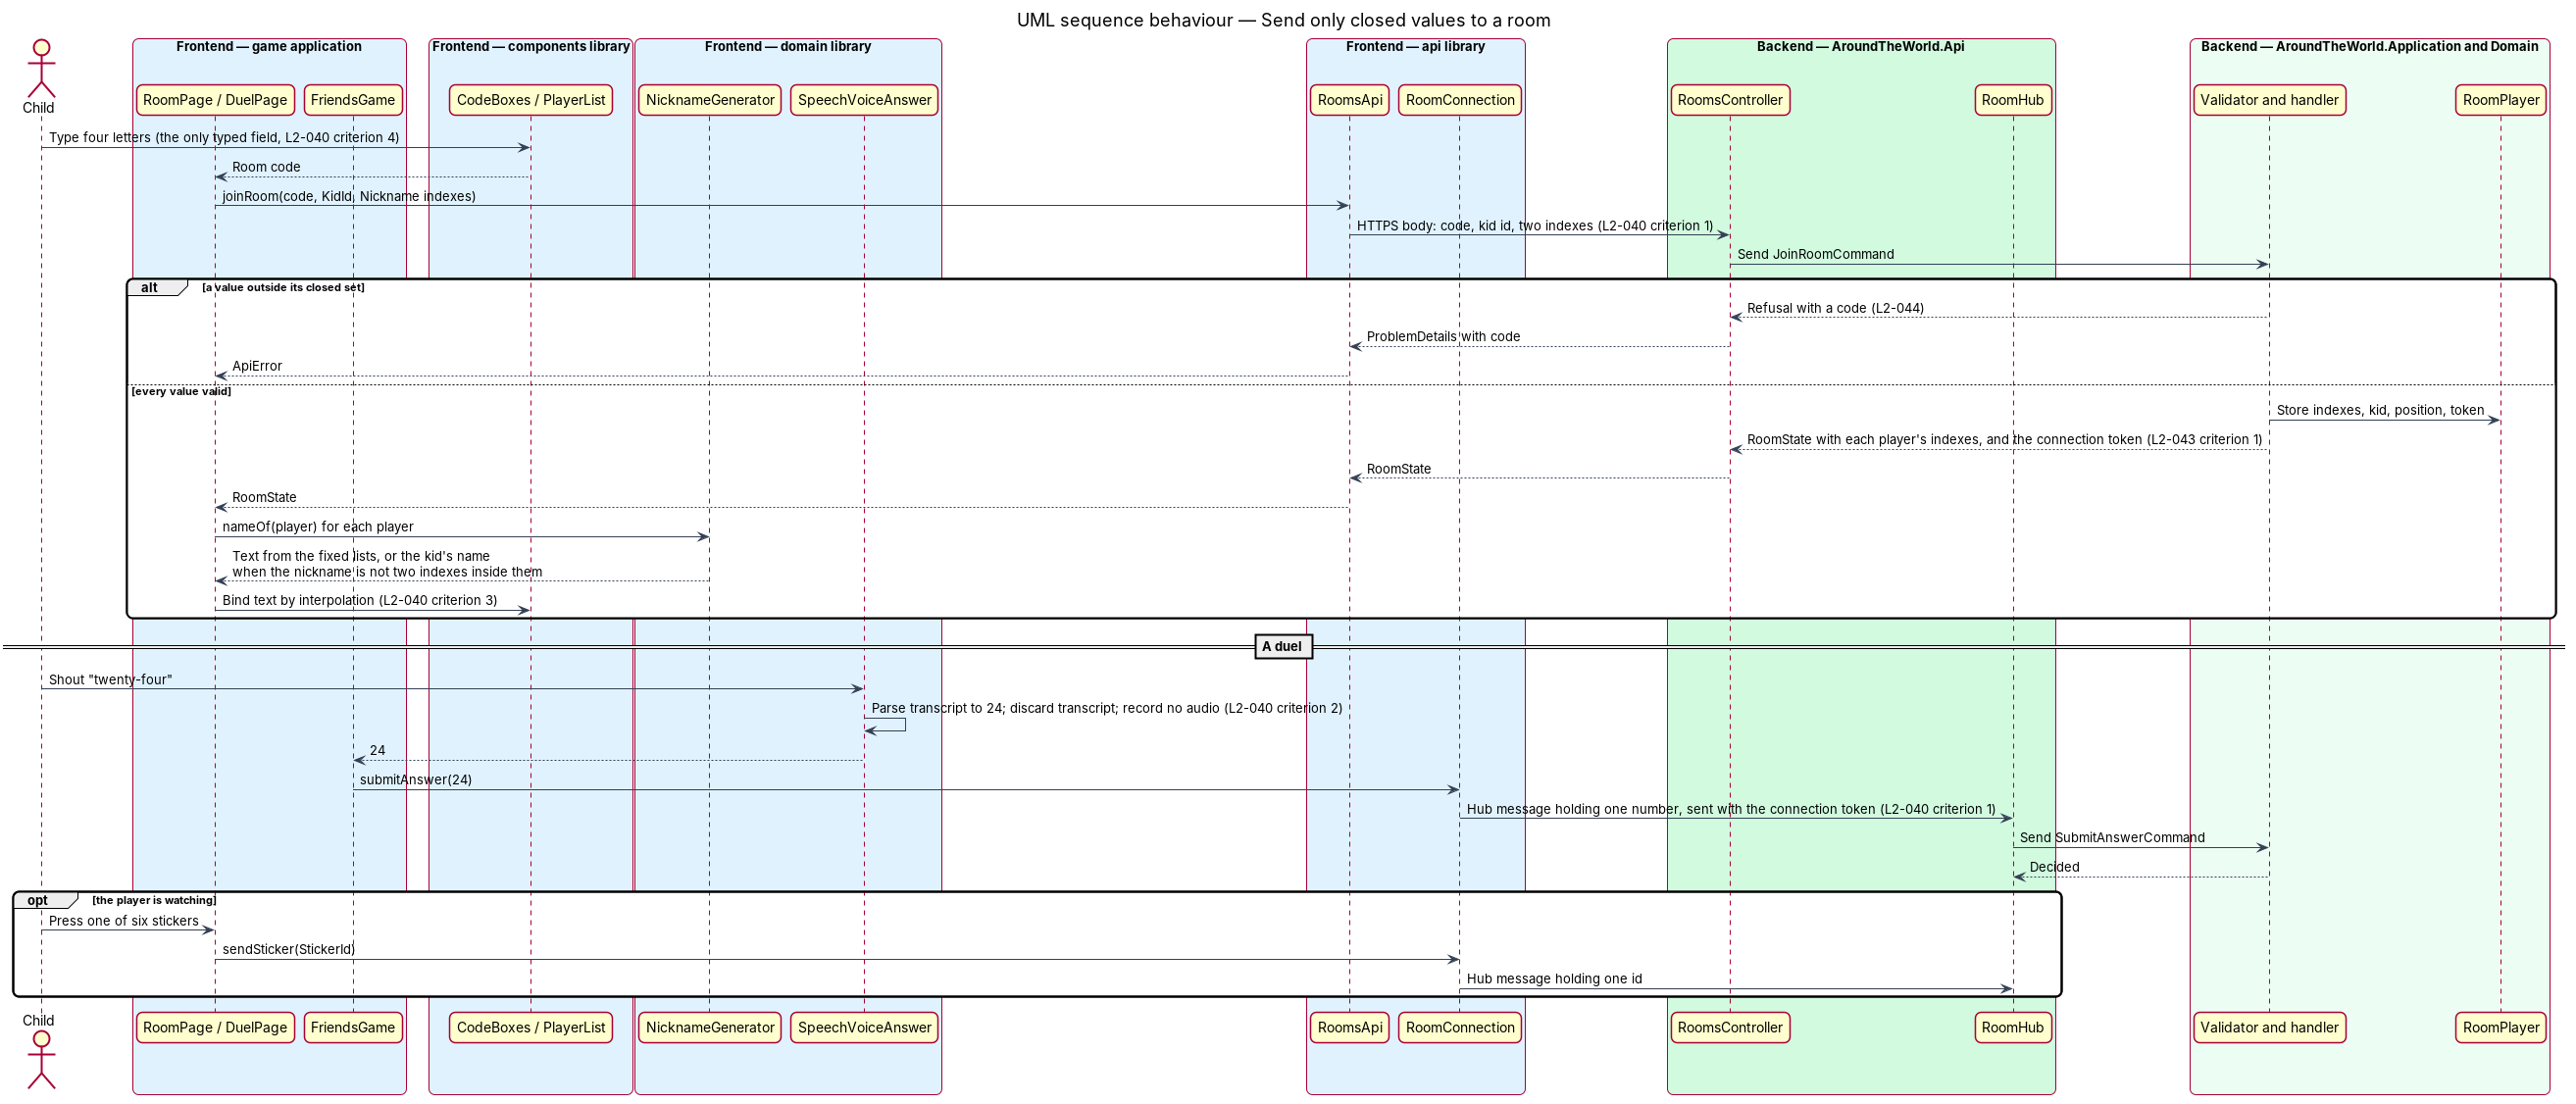 UML sequence behaviour — Send only closed values to a room
Frontend — game application
Frontend — components library
Frontend — domain library
Frontend — api library
Backend — AroundTheWorld.Api
Backend — AroundTheWorld.Application and Domain
Child
RoomPage / DuelPage
FriendsGame
CodeBoxes / PlayerList
NicknameGenerator
SpeechVoiceAnswer
RoomsApi
RoomConnection
RoomsController
RoomHub
Validator and handler
RoomPlayer
Type four letters (the only typed field, L2-040 criterion 4)
Room code
joinRoom(code, KidId, Nickname indexes)
HTTPS body: code, kid id, two indexes (L2-040 criterion 1)
Send JoinRoomCommand
alt
[a value outside its closed set]
Refusal with a code (L2-044)
ProblemDetails with code
ApiError
[every value valid]
Store indexes, kid, position, token
RoomState with each player's indexes, and the connection token (L2-043 criterion 1)
RoomState
RoomState
nameOf(player) for each player
Text from the fixed lists, or the kid's name
when the nickname is not two indexes inside them
Bind text by interpolation (L2-040 criterion 3)
A duel
Shout "twenty-four"
Parse transcript to 24; discard transcript; record no audio (L2-040 criterion 2)
24
submitAnswer(24)
Hub message holding one number, sent with the connection token (L2-040 criterion 1)
Send SubmitAnswerCommand
Decided
opt
[the player is watching]
Press one of six stickers
sendSticker(StickerId)
Hub message holding one id
Child
RoomPage / DuelPage
FriendsGame
CodeBoxes / PlayerList
NicknameGenerator
SpeechVoiceAnswer
RoomsApi
RoomConnection
RoomsController
RoomHub
Validator and handler
RoomPlayer